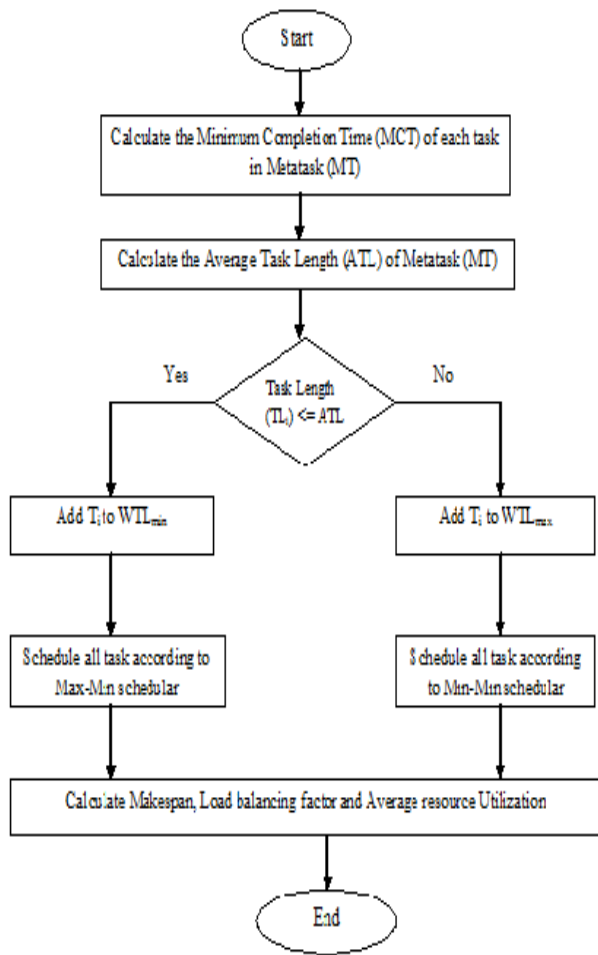 Start
Calculate the Minimum Completion Time (MCT) of each task
in Metatask (MT)
Calculate the Average Task Length (ATL) of Metatask (MT)
Yes
No
Task Length
(TLᵢ) <= ATL
Add Tᵢ to WTLmin
Add Tᵢ to WTLmax
Schedule all task according to
Max-Min schedular
Schedule all task according
to Min-Min schedular
Calculate Makespan, Load balancing factor and Average resource Utilization
End